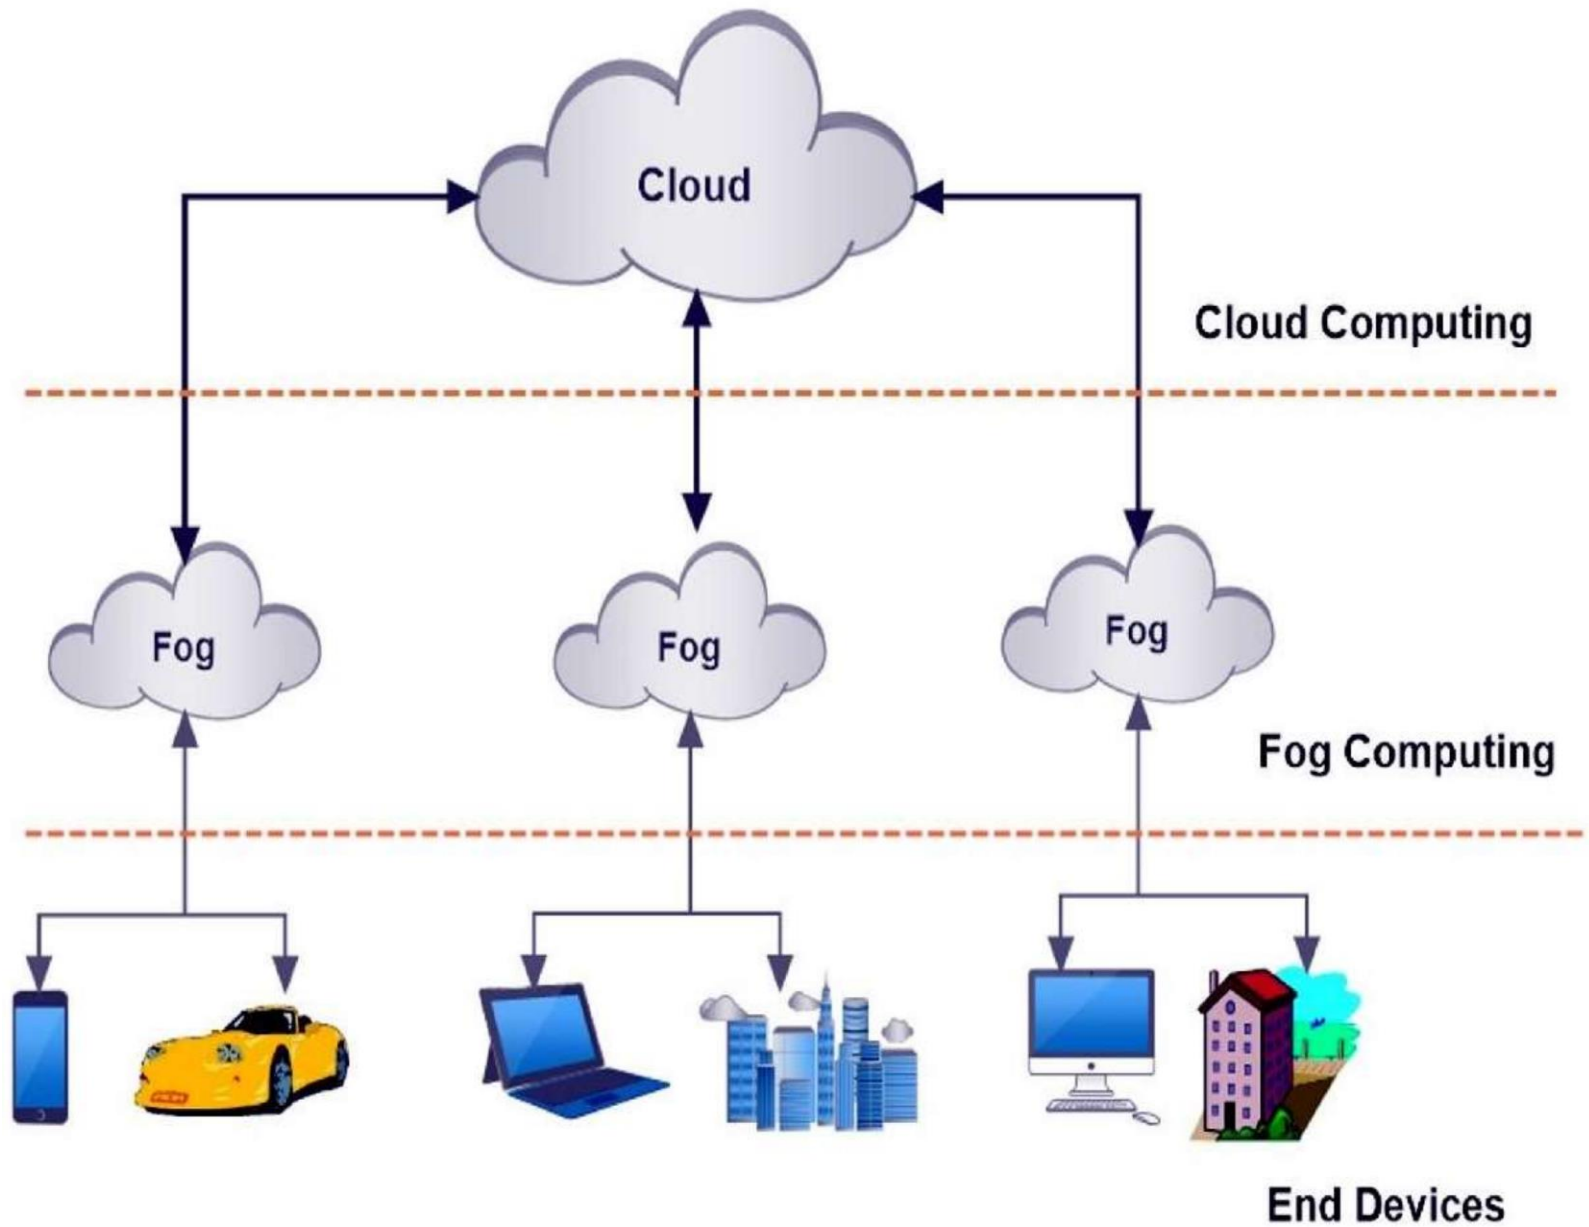 Cloud
Cloud Computing
Fog
Fog
Fog
Fog Computing
End Devices